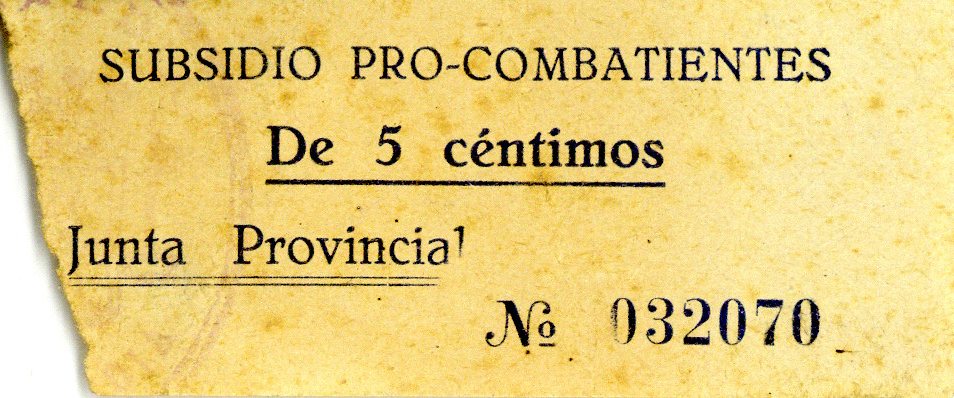 SUBSIDIO PRO-COMBATIENTES
De 5 céntimos
Junta Provincial
Nº 032070